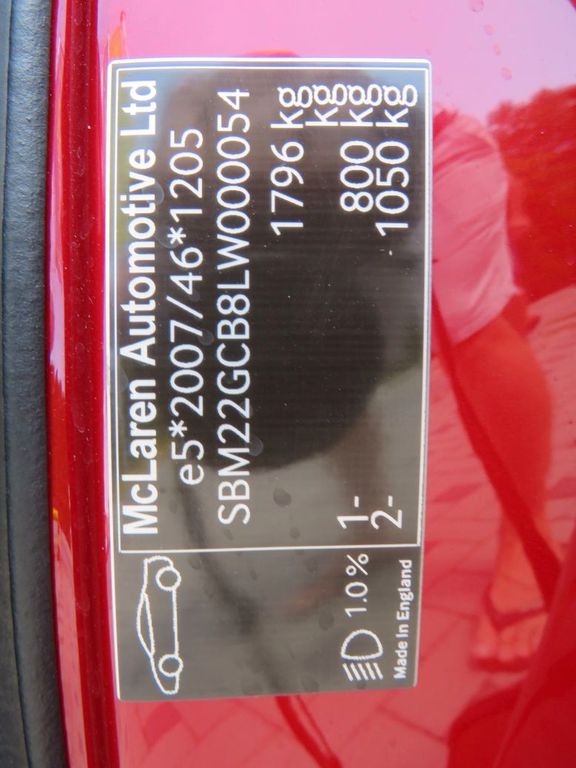 McLaren Automotive Ltd
e5*2007/46*1205
SBM22GCB8LW000054
1796 kg
kg
1- 800 kg
2- 1050 kg
1.0%
Made In England